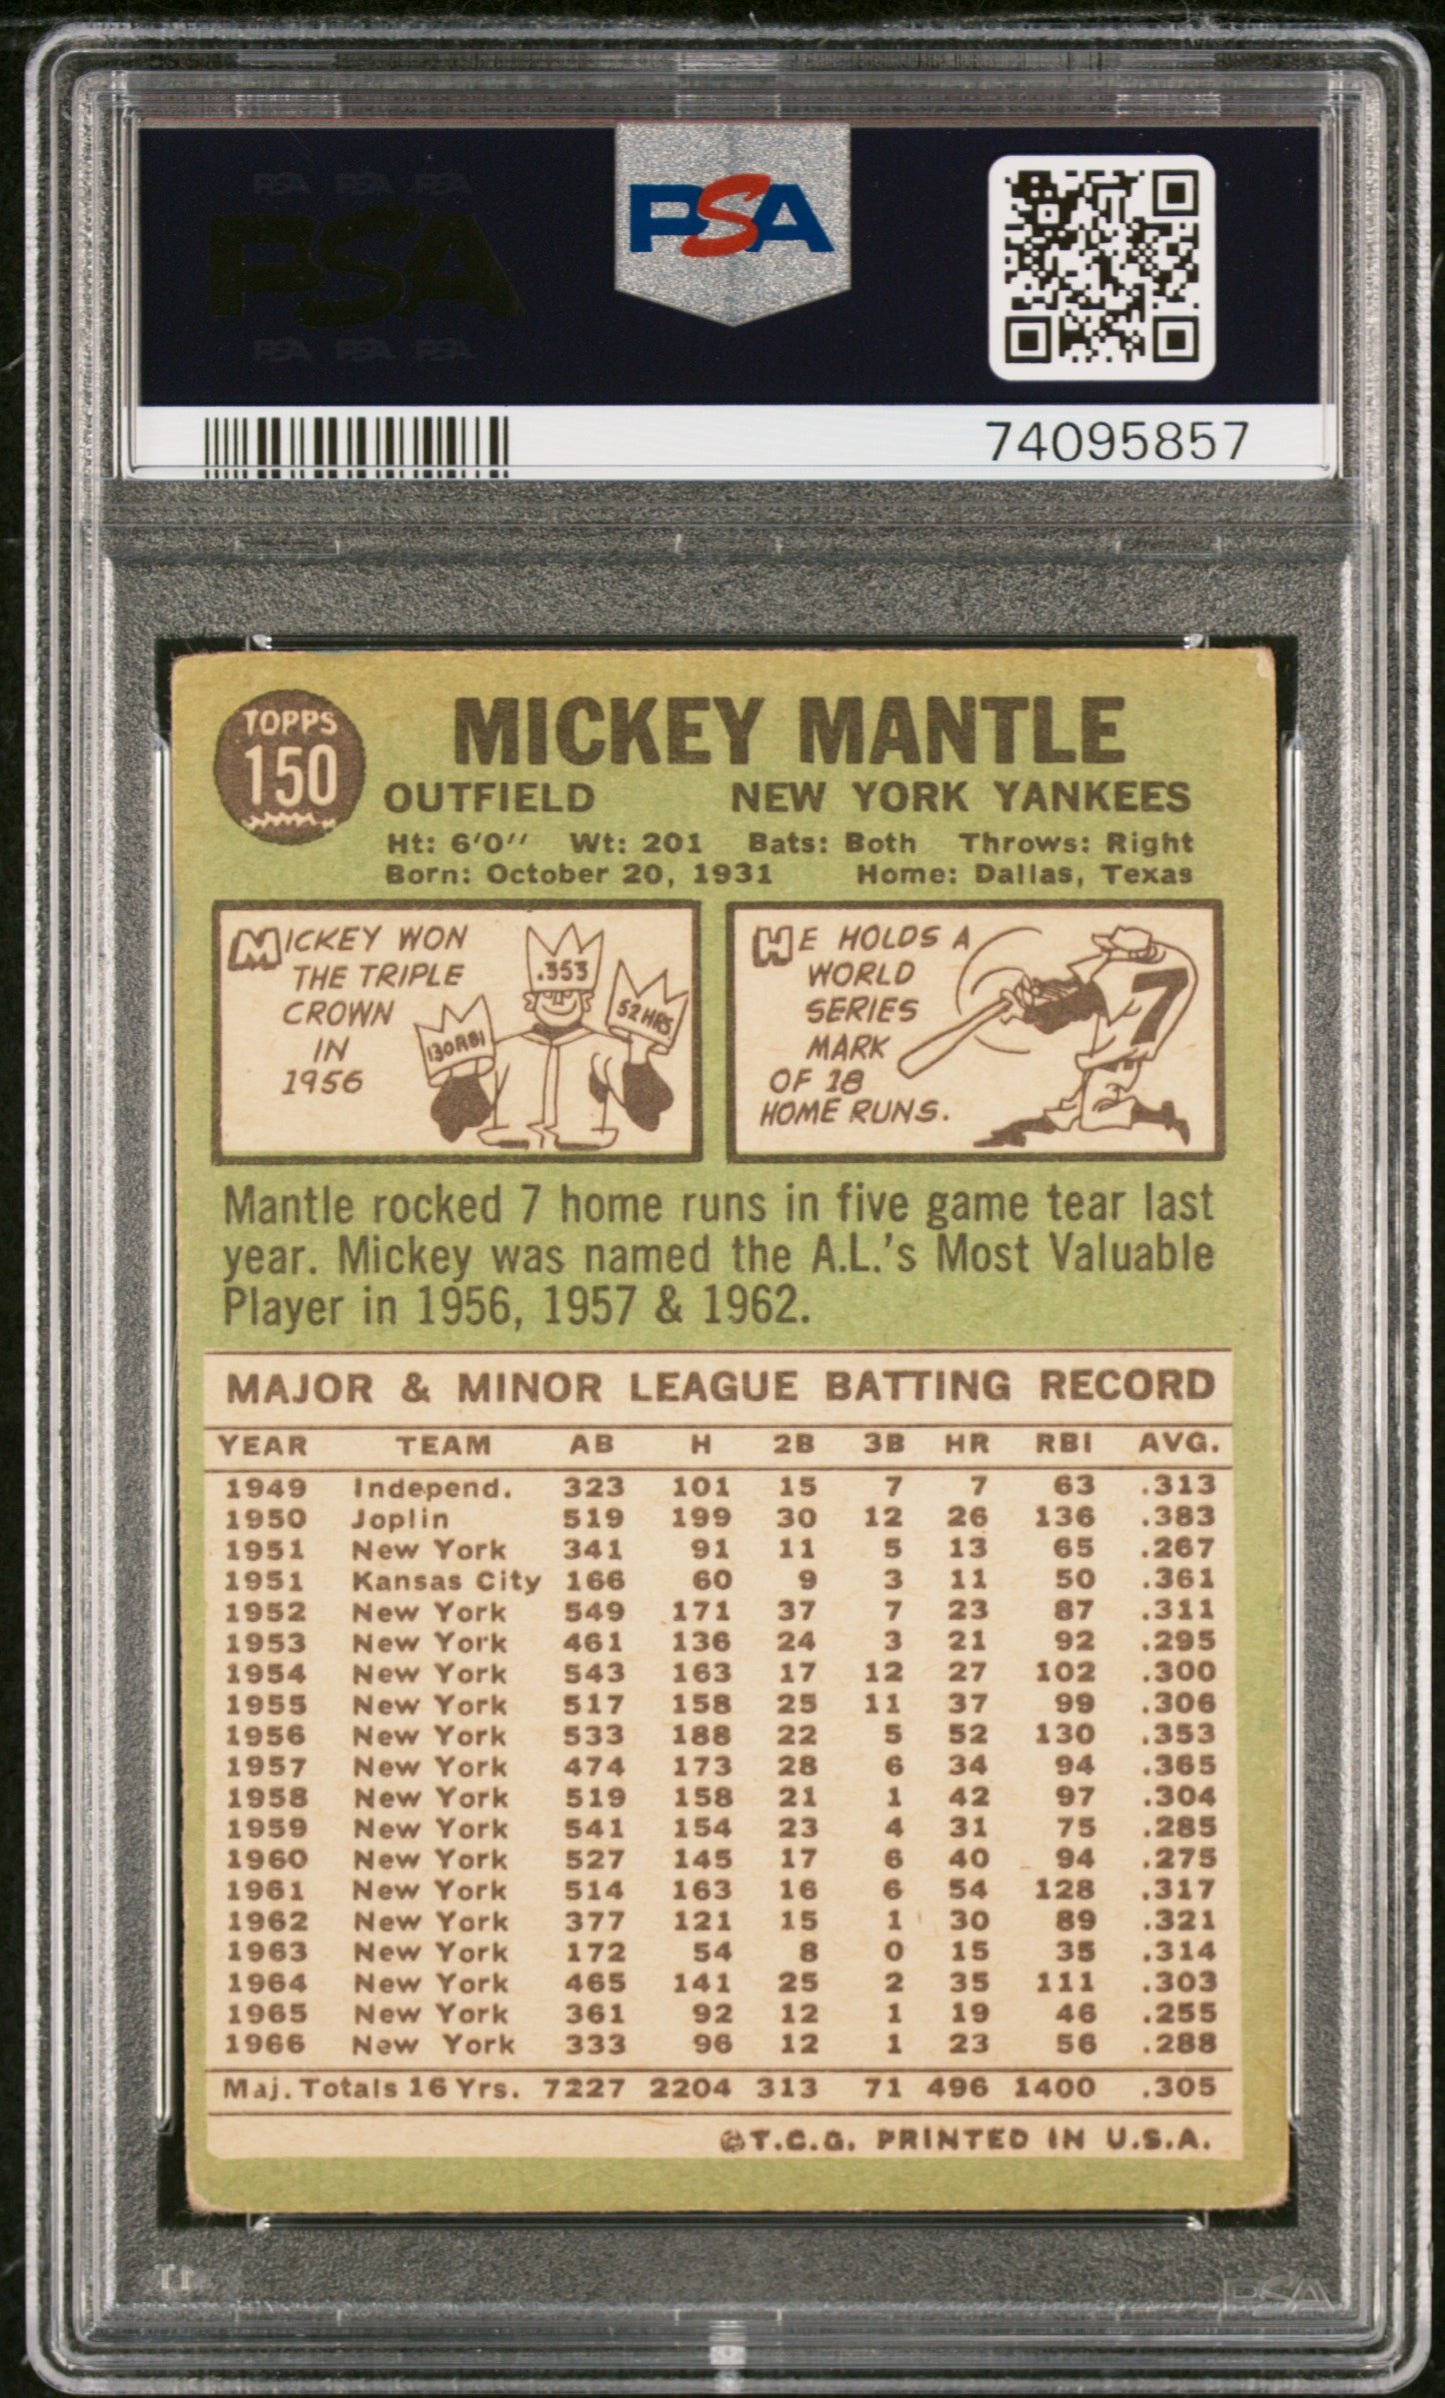 PSA PSA PSA
PSA
PSA PSA PSA
PSA
74095857
TOPPS
150
MICKEY MANTLE
OUTFIELD NEW YORK YANKEES
Ht: 6'0" Wt: 201 Bats: Both Throws: Right
Born: October 20, 1931 Home: Dallas, Texas
MICKEY WON
THE TRIPLE
CROWN
IN
1956
.353
130 RBI
52 HRS
HE HOLDS A
WORLD
SERIES
MARK
OF 18
HOME RUNS.
7
Mantle rocked 7 home runs in five game tear last
year. Mickey was named the A.L.'s Most Valuable
Player in 1956, 1957 & 1962.
MAJOR & MINOR LEAGUE BATTING RECORD
YEAR TEAM AB H 2B 3B HR RBI AVG.
1949 Independ. 323 101 15 7 7 63 .313
1950 Joplin 519 199 30 12 26 136 .383
1951 New York 341 91 11 5 13 65 .267
1951 Kansas City 166 60 9 3 11 50 .361
1952 New York 549 171 37 7 23 87 .311
1953 New York 461 136 24 3 21 92 .295
1954 New York 543 163 17 12 27 102 .300
1955 New York 517 158 25 11 37 99 .306
1956 New York 533 188 22 5 52 130 .353
1957 New York 474 173 28 6 34 94 .365
1958 New York 519 158 21 1 42 97 .304
1959 New York 541 154 23 4 31 75 .285
1960 New York 527 145 17 6 40 94 .275
1961 New York 514 163 16 6 54 128 .317
1962 New York 377 121 15 1 30 89 .321
1963 New York 172 54 8 0 15 35 .314
1964 New York 465 141 25 2 35 111 .303
1965 New York 361 92 12 1 19 46 .255
1966 New York 333 96 12 1 23 56 .288
Maj. Totals 16 Yrs. 7227 2204 313 71 496 1400 .305
©T.C.G. PRINTED IN U.S.A.
PSA